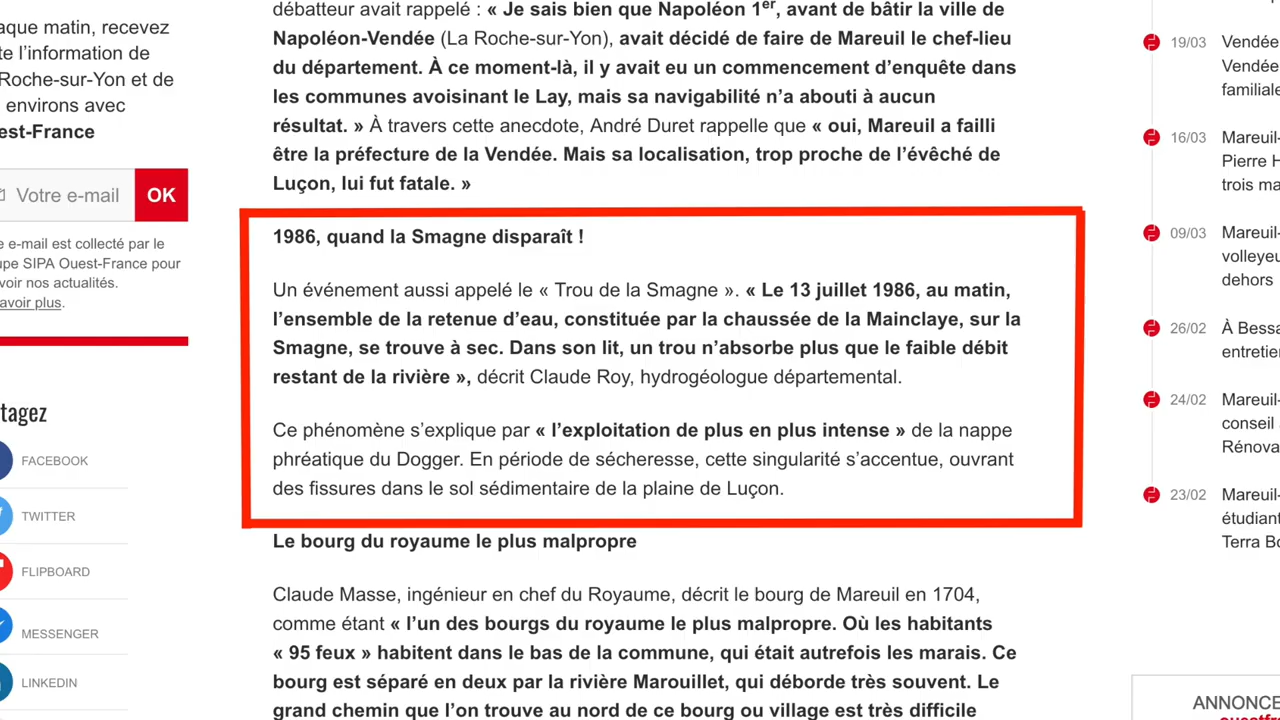 aque matin, recevez
te l'information de
Roche-sur-Yon et de
environs avec
est-France
Votre e-mail
OK
e e-mail est collecté par le
upe SIPA Ouest-France pour
voir nos actualités.
avoir plus.
tagez
FACEBOOK
TWITTER
FLIPBOARD
MESSENGER
LINKEDIN
débatteur avait rappelé : « Je sais bien que Napoléon 1er, avant de bâtir la ville de
Napoléon-Vendée (La Roche-sur-Yon), avait décidé de faire de Mareuil le chef-lieu
du département. À ce moment-là, il y avait eu un commencement d'enquête dans
les communes avoisinant le Lay, mais sa navigabilité n'a abouti à aucun
résultat. » À travers cette anecdote, André Duret rappelle que « oui, Mareuil a failli
être la préfecture de la Vendée. Mais sa localisation, trop proche de l'évêché de
Luçon, lui fut fatale. »
1986, quand la Smagne disparaît !
Un événement aussi appelé le « Trou de la Smagne ». « Le 13 juillet 1986, au matin,
l'ensemble de la retenue d'eau, constituée par la chaussée de la Mainclaye, sur la
Smagne, se trouve à sec. Dans son lit, un trou n'absorbe plus que le faible débit
restant de la rivière », décrit Claude Roy, hydrogéologue départemental.
Ce phénomène s'explique par « l'exploitation de plus en plus intense » de la nappe
phréatique du Dogger. En période de sécheresse, cette singularité s'accentue, ouvrant
des fissures dans le sol sédimentaire de la plaine de Luçon.
Le bourg du royaume le plus malpropre
Claude Masse, ingénieur en chef du Royaume, décrit le bourg de Mareuil en 1704,
comme étant « l'un des bourgs du royaume le plus malpropre. Où les habitants
« 95 feux » habitent dans le bas de la commune, qui était autrefois les marais. Ce
bourg est séparé en deux par la rivière Marouillet, qui déborde très souvent. Le
grand chemin que l'on trouve au nord de ce bourg ou village est très difficile
19/03 Vendée
Vendée
familiale
16/03 Mareuil-
Pierre H
trois ma
09/03 Mareuil-
volleyeu
dehors
26/02 À Bessa
entretien
24/02 Mareuil-
conseil
Rénova
23/02 Mareuil-
étudiant
Terra Bo
ANNONCE